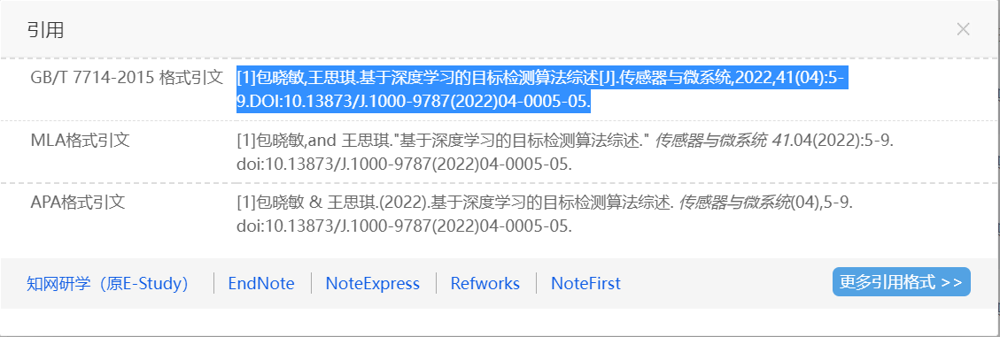 引用
GB/T 7714-2015 格式引文
[1]包晓敏,王思琪.基于深度学习的目标检测算法综述[J].传感器与微系统,2022,41(04):5-
9.DOI:10.13873/J.1000-9787(2022)04-0005-05.
MLA格式引文
[1]包晓敏,and 王思琪."基于深度学习的目标检测算法综述." 传感器与微系统 41.04(2022):5-9.
doi:10.13873/J.1000-9787(2022)04-0005-05.
APA格式引文
[1]包晓敏 & 王思琪.(2022).基于深度学习的目标检测算法综述. 传感器与微系统(04),5-9.
doi:10.13873/J.1000-9787(2022)04-0005-05.
知网研学（原E-Study） EndNote NoteExpress Refworks NoteFirst 更多引用格式 >>